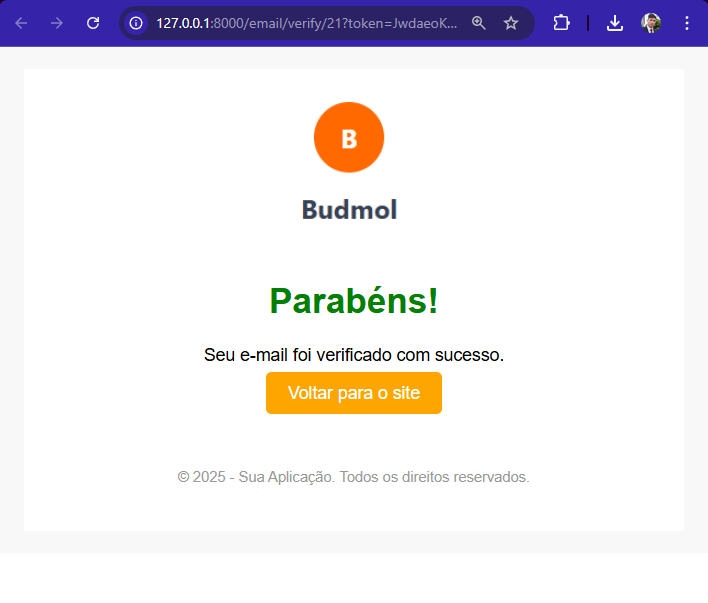 127.0.0.1:8000/email/verify/21?token=JwdaeoK...
B
Budmol
Parabéns!
Seu e-mail foi verificado com sucesso.
Voltar para o site
© 2025 - Sua Aplicação. Todos os direitos reservados.